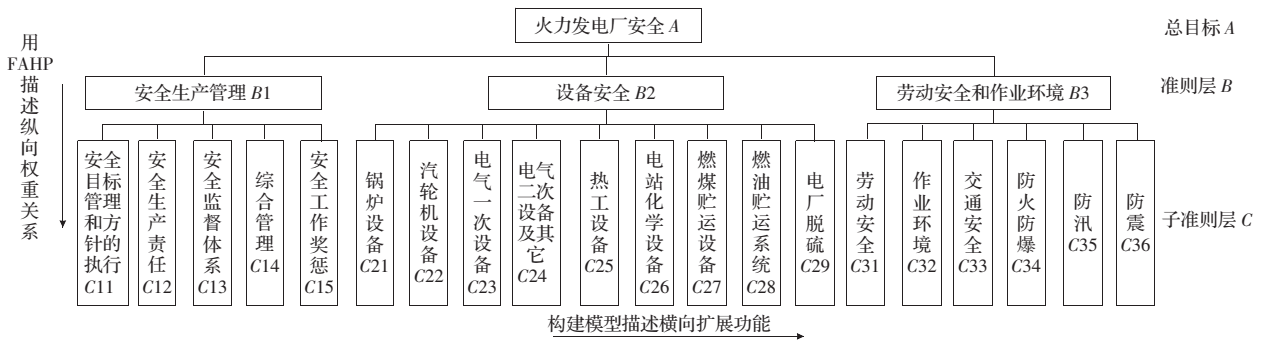 火力发电厂安全 A
总目标 A
用FAHP描述纵向权重关系
安全生产管理 B1
设备安全 B2
劳动安全和作业环境 B3
准则层 B
安全目标管理和方针的执行C11
安全生产责任C12
安全监督体系C13
综合管理C14
安全工作奖惩C15
锅炉设备C21
汽轮机设备C22
电气一次设备C23
电气二次设备及其它C24
热工设备C25
电站化学设备C26
燃煤贮运设备C27
燃油贮运系统C28
电厂脱硫C29
劳动安全C31
作业环境C32
交通安全C33
防火防爆C34
防汛C35
防震C36
子准则层 C
构建模型描述横向扩展功能